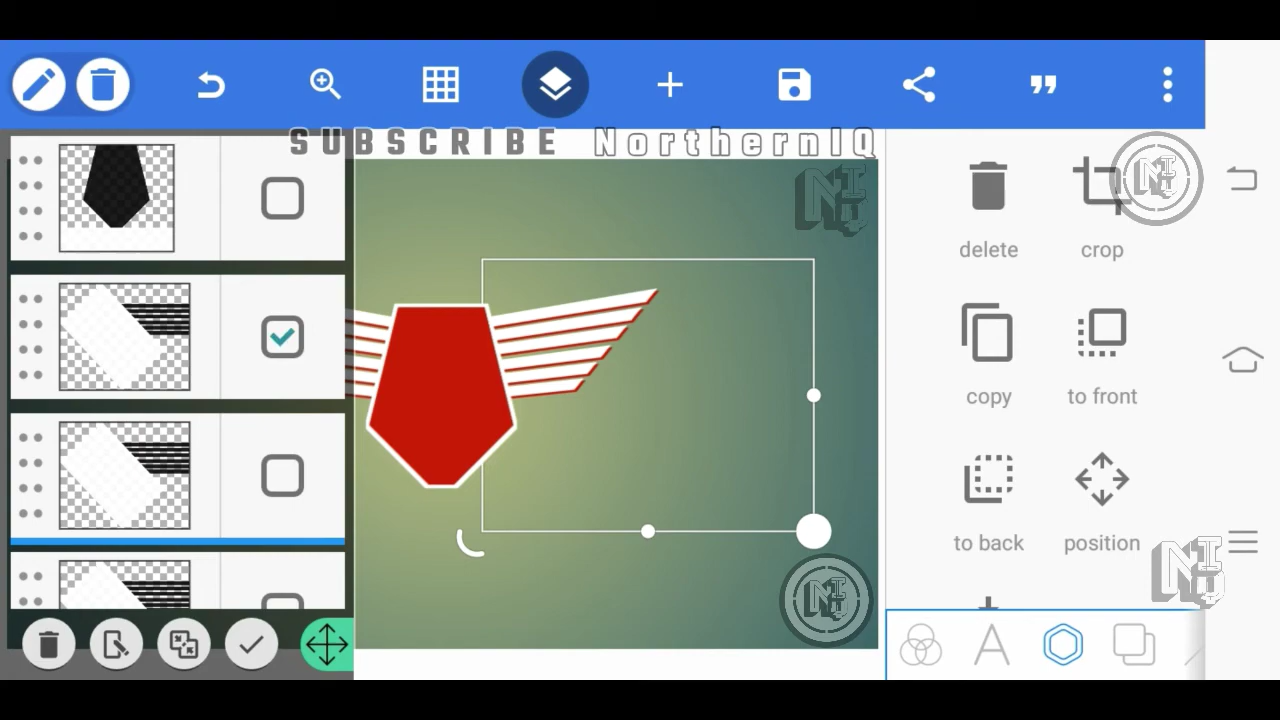 SUBSCRIBE NorthernIQ
delete
crop
copy
to front
to back
position